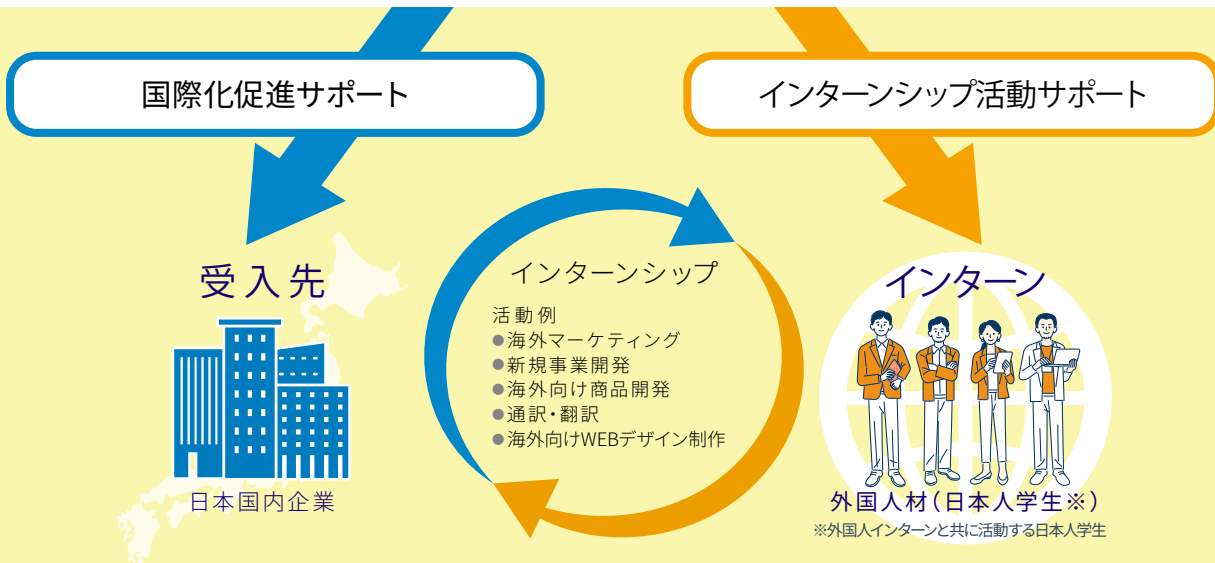 国際化促進サポート
インターンシップ活動サポート
受入先
日本国内企業
インターンシップ
活動例
●海外マーケティング
●新規事業開発
●海外向け商品開発
●通訳・翻訳
●海外向けWEBデザイン制作
インターン
外国人材(日本人学生※)
※外国人インターンと共に活動する日本人学生